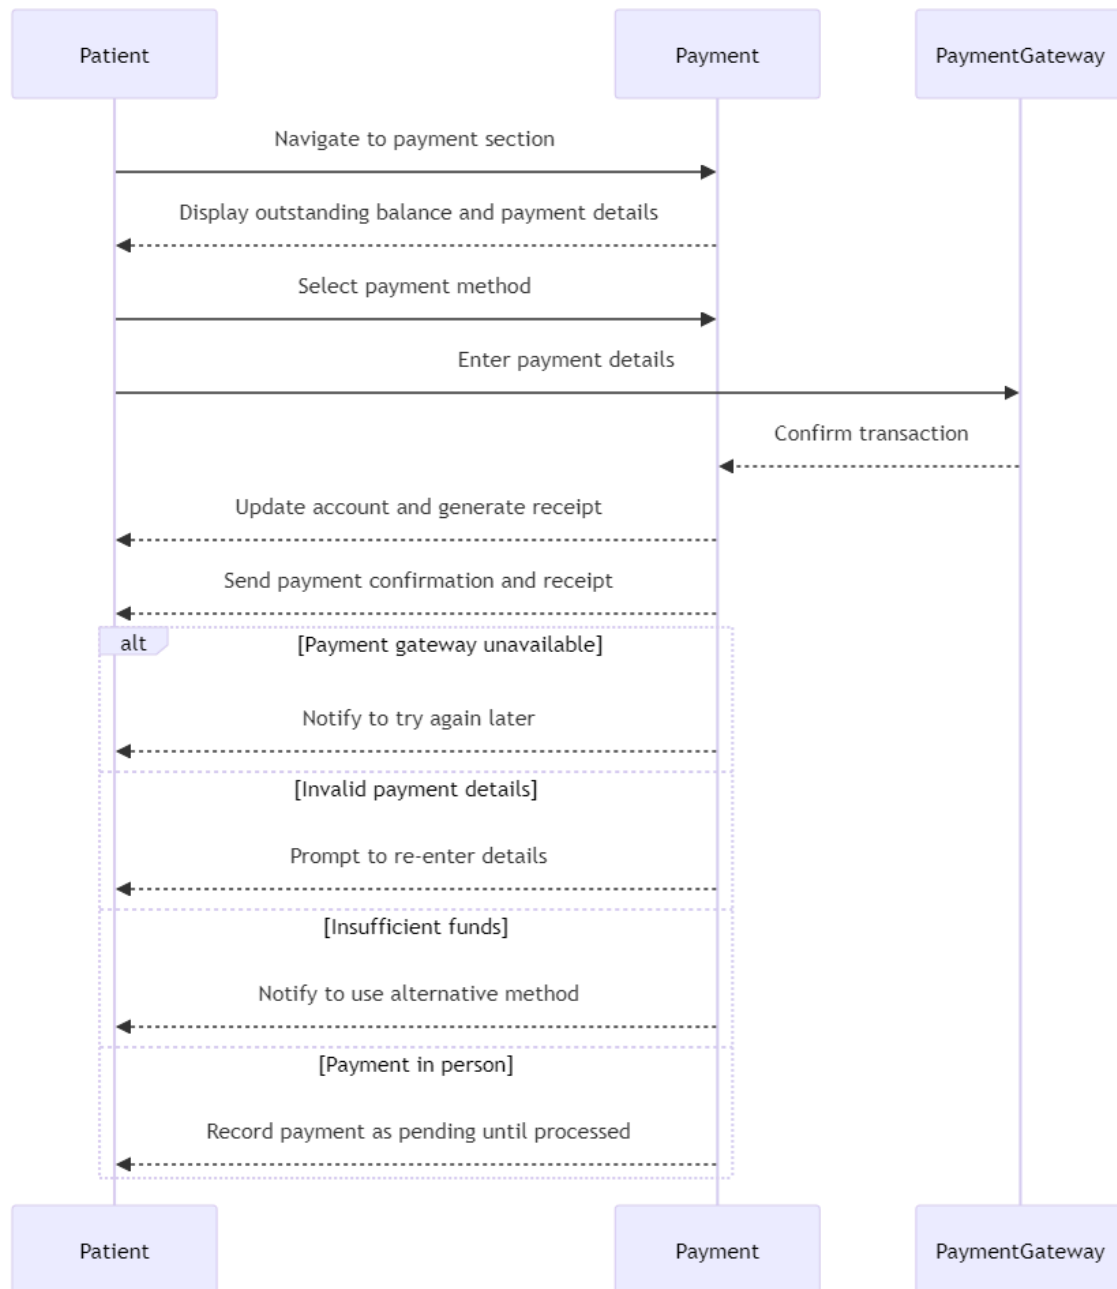 Patient
Payment
PaymentGateway
Navigate to payment section
Display outstanding balance and payment details
Select payment method
Enter payment details
Confirm transaction
Update account and generate receipt
Send payment confirmation and receipt
alt
[Payment gateway unavailable]
Notify to try again later
[Invalid payment details]
Prompt to re-enter details
[Insufficient funds]
Notify to use alternative method
[Payment in person]
Record payment as pending until processed
Patient
Payment
PaymentGateway